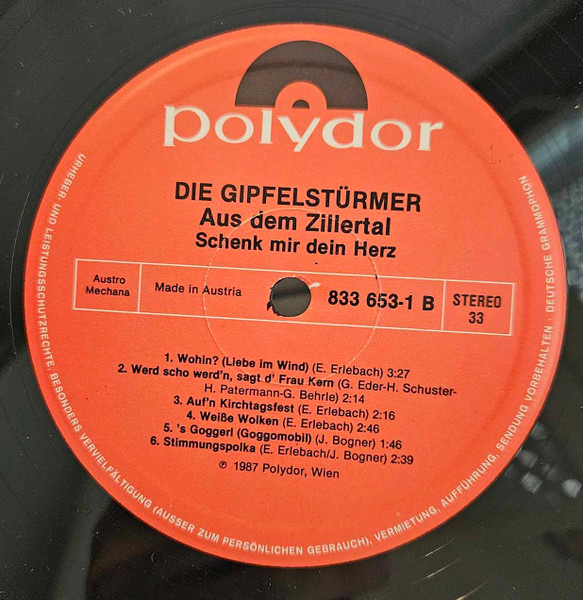 polydor
DIE GIPFELSTÜRMER
Aus dem Zillertal
Schenk mir dein Herz
Austro
Mechana
Made in Austria
833 653-1 B
STEREO
33
1. Wohin? (Liebe im Wind) (E. Erlebach) 3:27
2. Werd scho werd'n, sagt d' Frau Kern (G. Eder-H. Schuster-
H. Patermann-G. Behrle) 2:14
3. Auf'n Kirchtagsfest (E. Erlebach) 2:16
4. Weiße Wolken (E. Erlebach) 2:46
5. 's Goggerl (Goggomobil) (J. Bogner) 1:46
6. Stimmungspolka (E. Erlebach/J. Bogner) 2:39
℗ 1987 Polydor, Wien
URHEBER- UND LEISTUNGSSCHUTZRECHTE, BESONDERS VERVIELFÄLTIGUNG (AUSSER ZUM PERSÖNLICHEN GEBRAUCH), VERMIETUNG, AUFFÜHRUNG, SENDUNG VORBEHALTEN · DEUTSCHE GRAMMOPHON